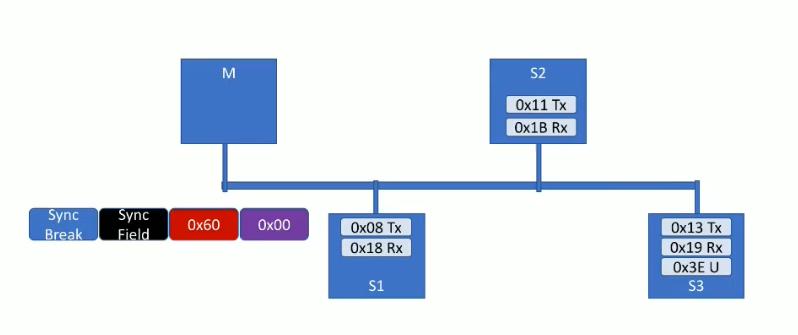 M
S2
0x11 Tx
0x1B Rx
Sync
Break
Sync
Field
0x60
0x00
0x08 Tx
0x18 Rx
S1
0x13 Tx
0x19 Rx
0x3E U
S3